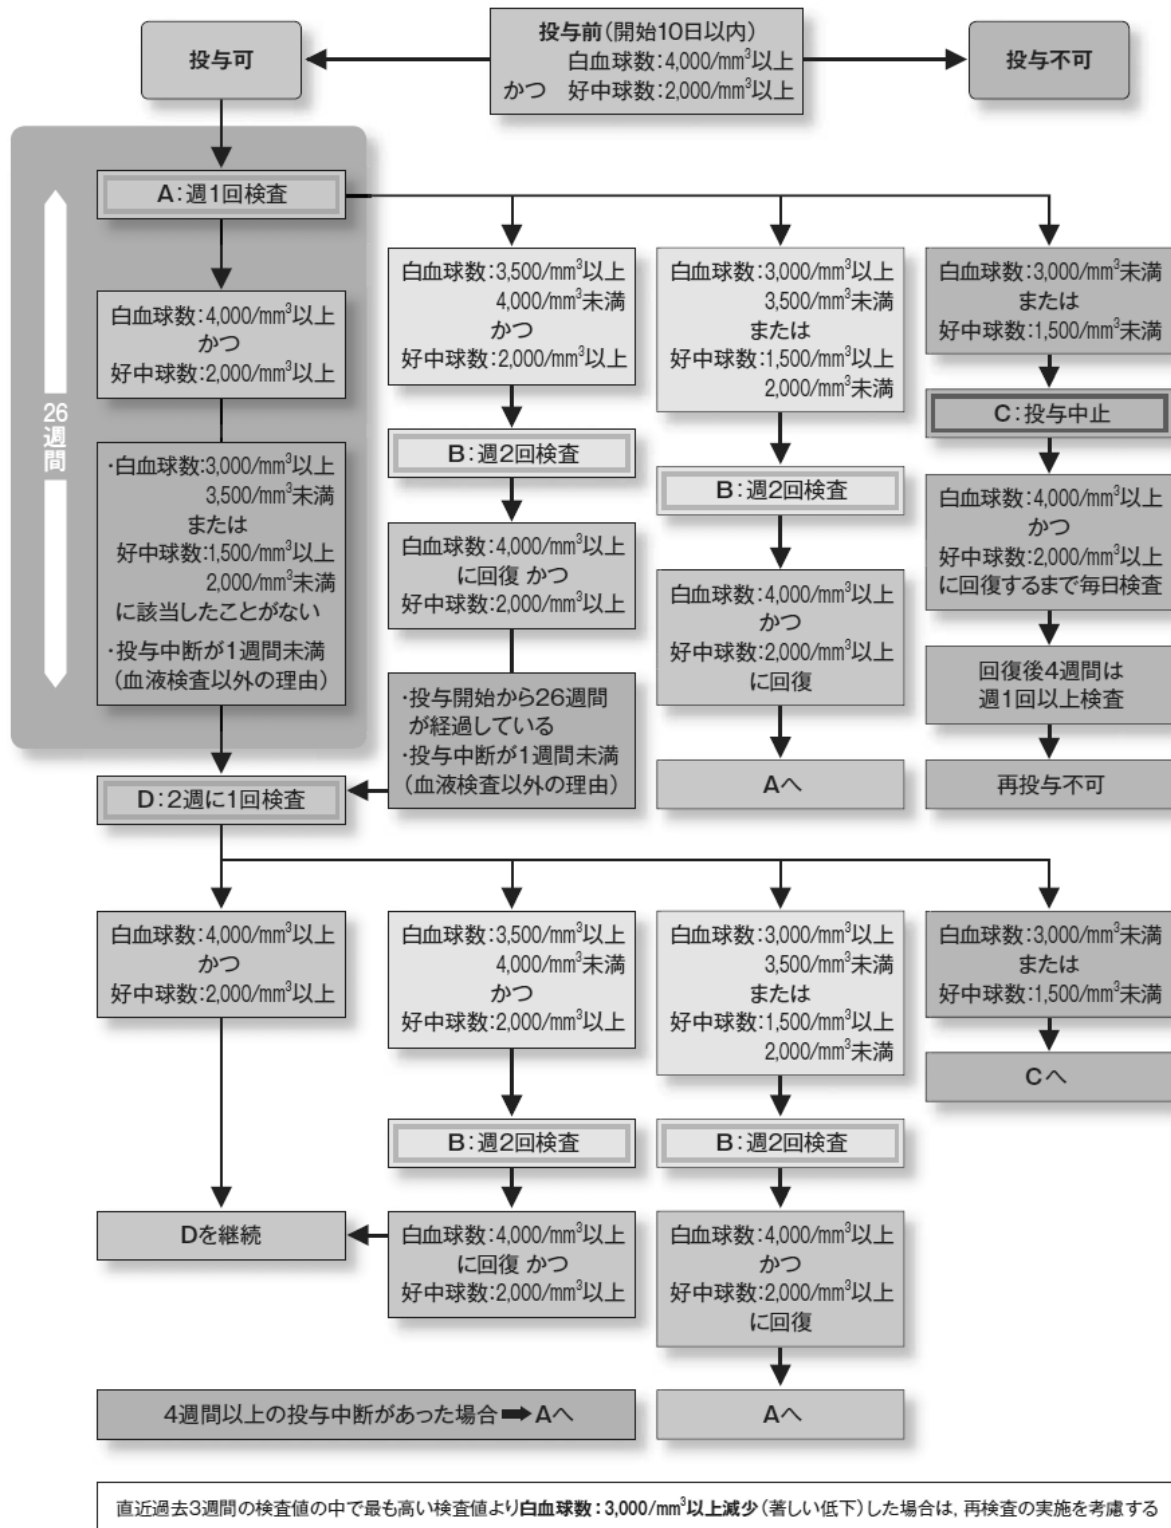 投与可
投与前(開始10日以内)
白血球数:4,000/mm³以上
かつ 好中球数:2,000/mm³以上
投与不可
26週間
A:週1回検査
白血球数:4,000/mm³以上
かつ
好中球数:2,000/mm³以上
・白血球数:3,000/mm³以上
3,500/mm³未満
または
好中球数:1,500/mm³以上
2,000/mm³未満
に該当したことがない
・投与中断が1週間未満
(血液検査以外の理由)
白血球数:3,500/mm³以上
4,000/mm³未満
かつ
好中球数:2,000/mm³以上
B:週2回検査
白血球数:4,000/mm³以上
に回復 かつ
好中球数:2,000/mm³以上
・投与開始から26週間
が経過している
・投与中断が1週間未満
(血液検査以外の理由)
白血球数:3,000/mm³以上
3,500/mm³未満
または
好中球数:1,500/mm³以上
2,000/mm³未満
B:週2回検査
白血球数:4,000/mm³以上
かつ
好中球数:2,000/mm³以上
に回復
Aへ
白血球数:3,000/mm³未満
または
好中球数:1,500/mm³未満
C:投与中止
白血球数:4,000/mm³以上
かつ
好中球数:2,000/mm³以上
に回復するまで毎日検査
回復後4週間は
週1回以上検査
再投与不可
D:2週に1回検査
白血球数:4,000/mm³以上
かつ
好中球数:2,000/mm³以上
Dを継続
白血球数:3,500/mm³以上
4,000/mm³未満
かつ
好中球数:2,000/mm³以上
B:週2回検査
白血球数:4,000/mm³以上
に回復 かつ
好中球数:2,000/mm³以上
白血球数:3,000/mm³以上
3,500/mm³未満
または
好中球数:1,500/mm³以上
2,000/mm³未満
B:週2回検査
白血球数:4,000/mm³以上
かつ
好中球数:2,000/mm³以上
に回復
Aへ
白血球数:3,000/mm³未満
または
好中球数:1,500/mm³未満
Cへ
4週間以上の投与中断があった場合➡Aへ
直近過去3週間の検査値の中で最も高い検査値より白血球数:3,000/mm³以上減少(著しい低下)した場合は,再検査の実施を考慮する